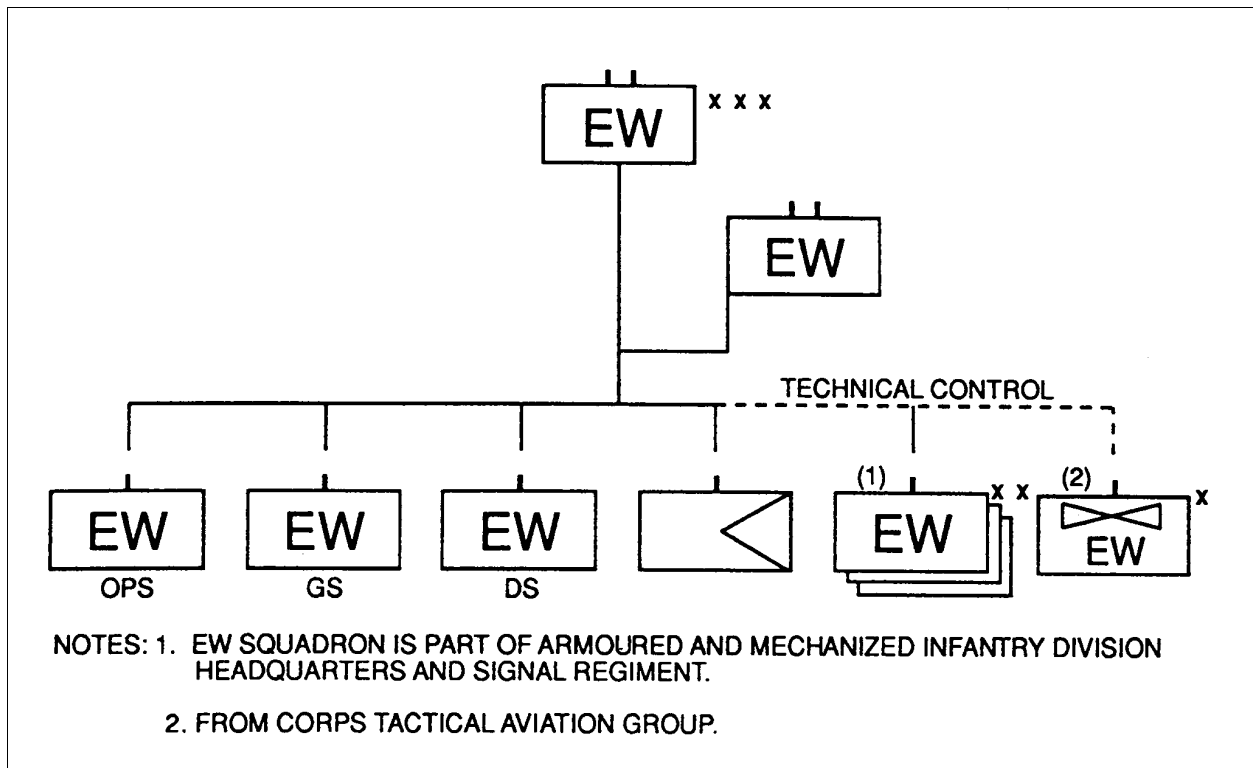 EW
x x x
EW
TECHNICAL CONTROL
(1)
x x
(2)
x
EW
EW
EW
EW
EW
OPS
GS
DS
NOTES: 1. EW SQUADRON IS PART OF ARMOURED AND MECHANIZED INFANTRY DIVISION
HEADQUARTERS AND SIGNAL REGIMENT.
2. FROM CORPS TACTICAL AVIATION GROUP.